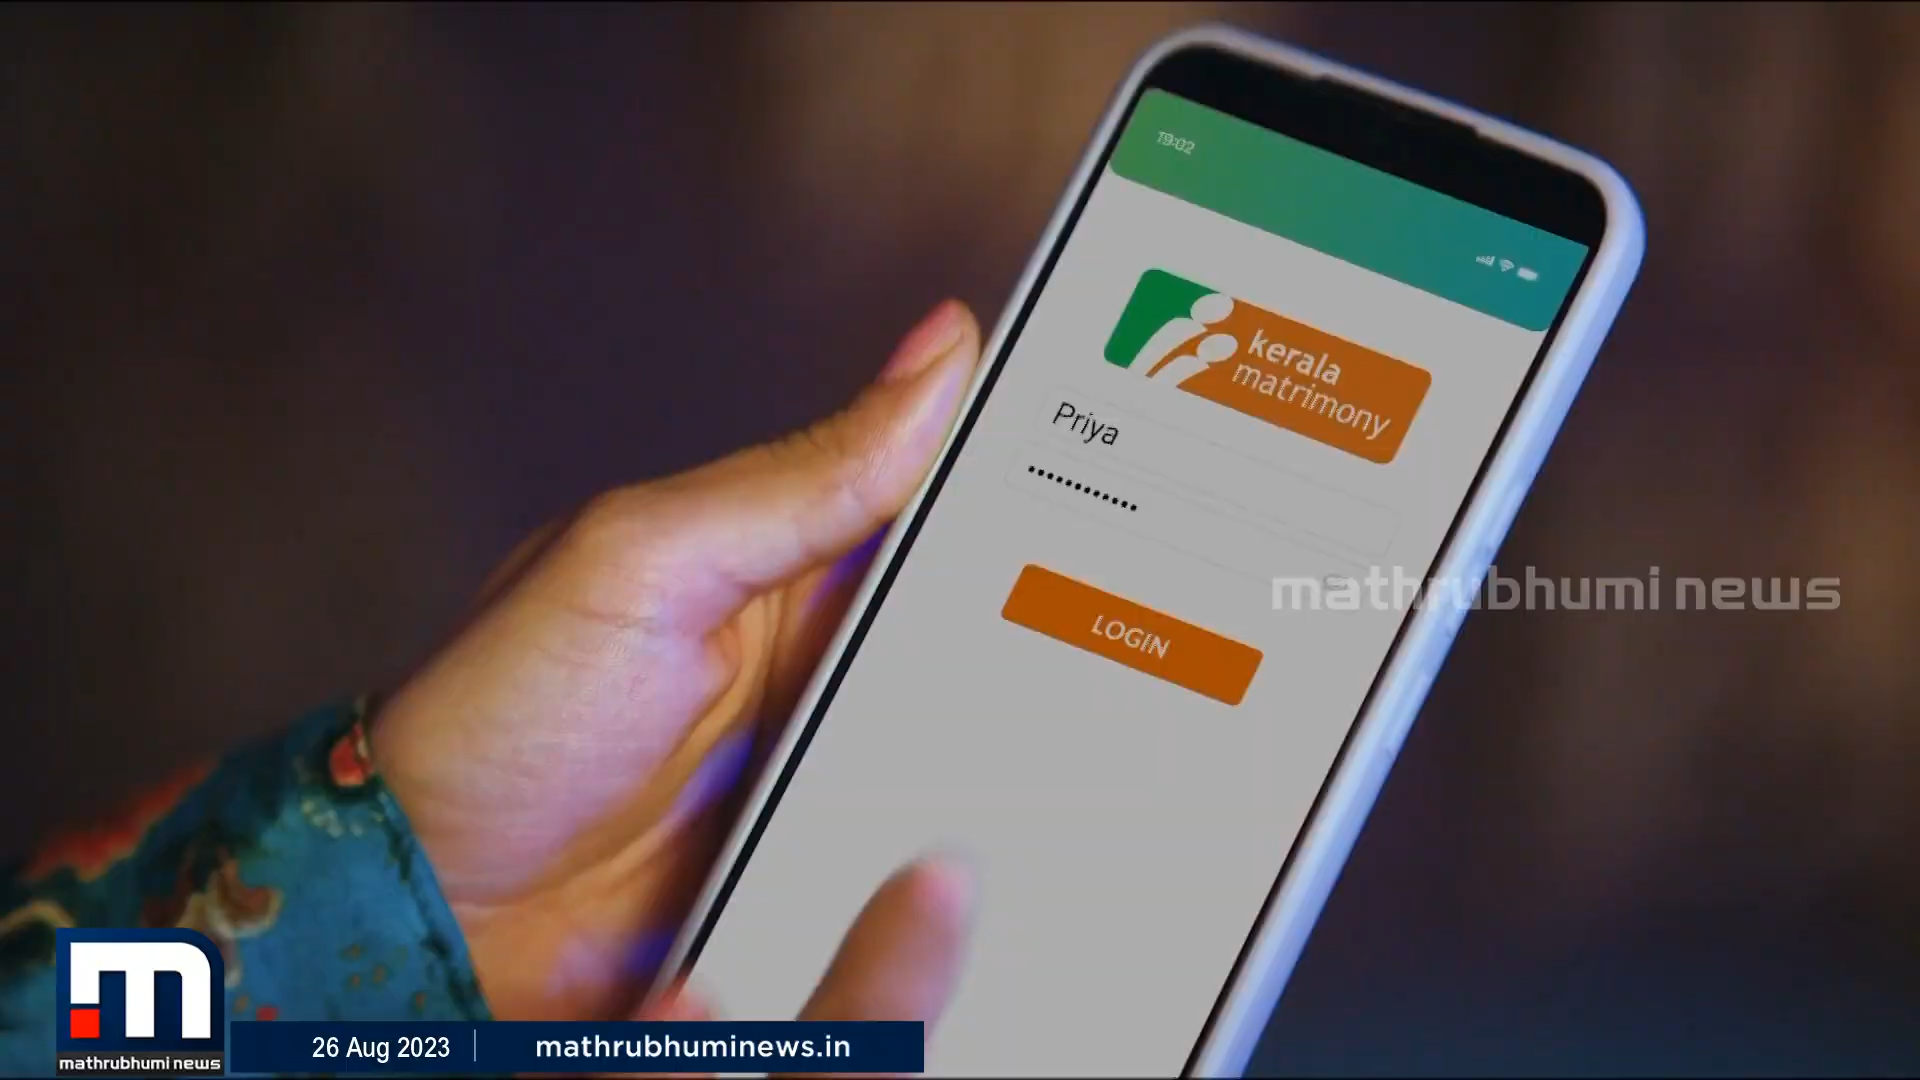 19:02
kerala
matrimony
Priya
••••••••••••
LOGIN
mathrubhumi news
mathrubhumi news
26 Aug 2023
mathrubhuminews.in